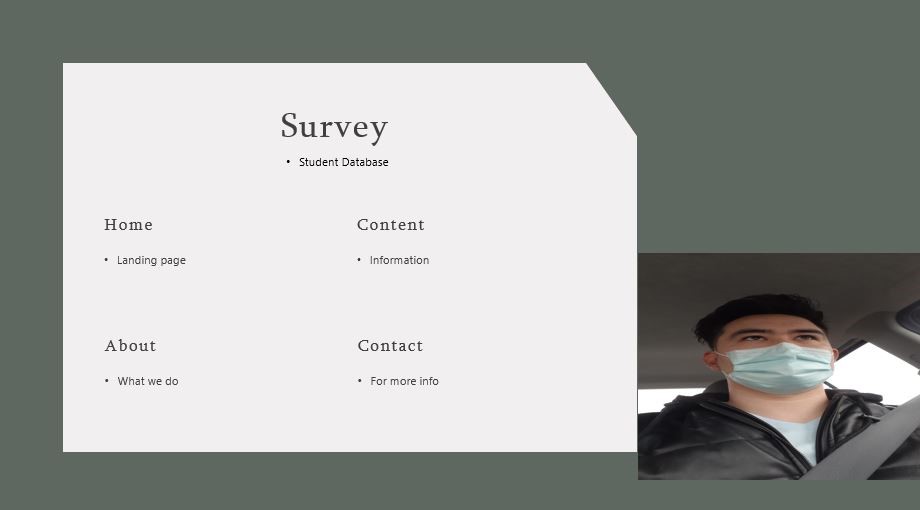 Survey
• Student Database
Home
• Landing page
Content
• Information
About
• What we do
Contact
• For more info